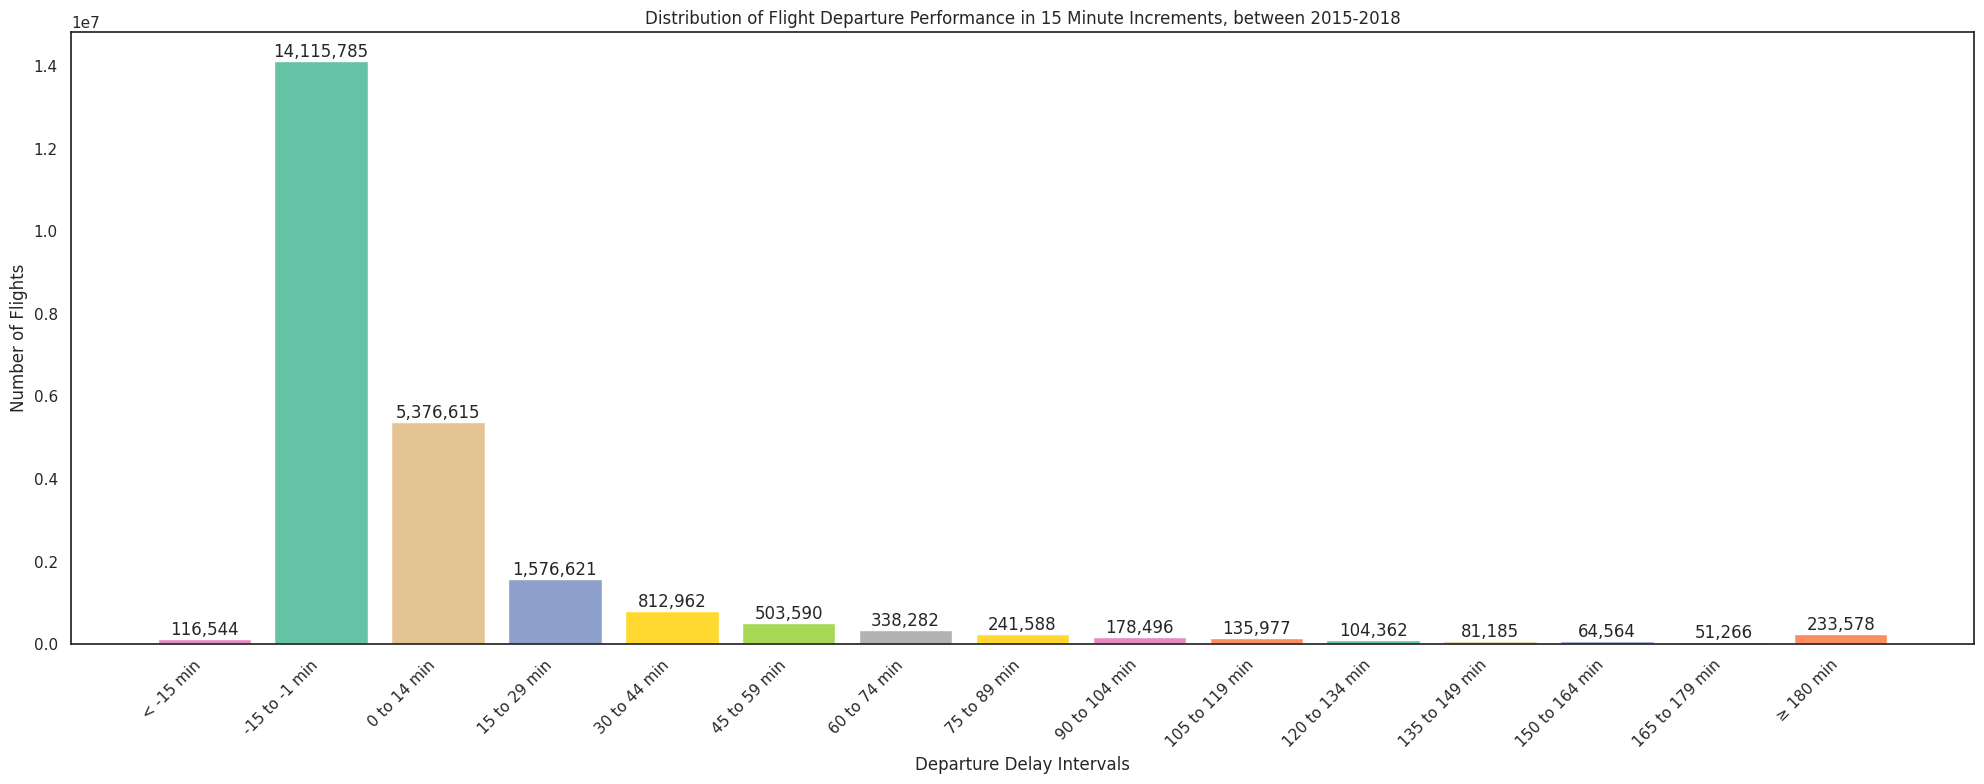 Distribution of Flight Departure Performance in 15 Minute Increments, between 2015-2018
1e7
1.4
1.2
1.0
0.8
0.6
0.4
0.2
0.0
Number of Flights
116,544
14,115,785
5,376,615
1,576,621
812,962
503,590
338,282
241,588
178,496
135,977
104,362
81,185
64,564
51,266
233,578
< -15 min
-15 to -1 min
0 to 14 min
15 to 29 min
30 to 44 min
45 to 59 min
60 to 74 min
75 to 89 min
90 to 104 min
105 to 119 min
120 to 134 min
135 to 149 min
150 to 164 min
165 to 179 min
≥ 180 min
Departure Delay Intervals